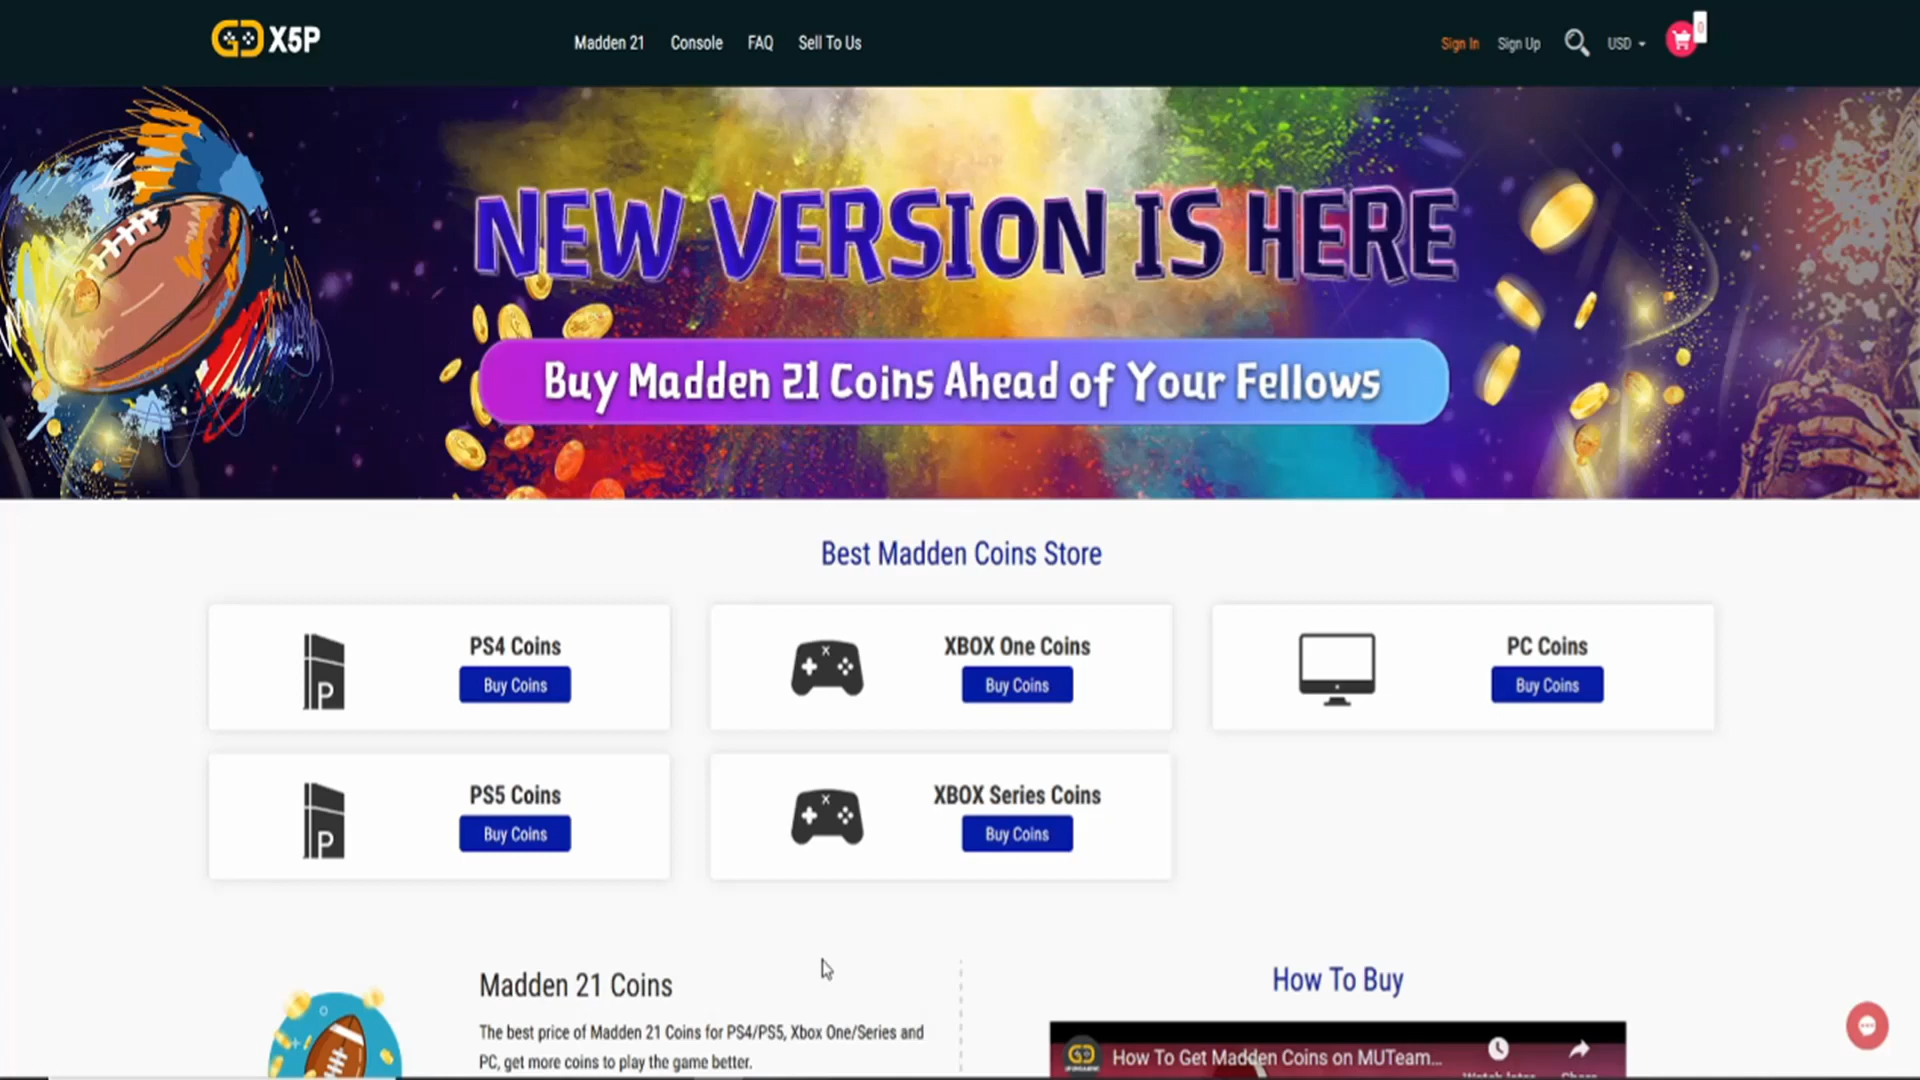 X5P
Madden 21
Console
FAQ
Sell To Us
Sign In
Sign Up
USD
0
NEW VERSION IS HERE
Buy Madden 21 Coins Ahead of Your Fellows
Best Madden Coins Store
PS4 Coins
Buy Coins
XBOX One Coins
Buy Coins
PC Coins
Buy Coins
PS5 Coins
Buy Coins
XBOX Series Coins
Buy Coins
Madden 21 Coins
The best price of Madden 21 Coins for PS4/PS5, Xbox One/Series and
PC, get more coins to play the game better.
How To Buy
How To Get Madden Coins on MUTeam...